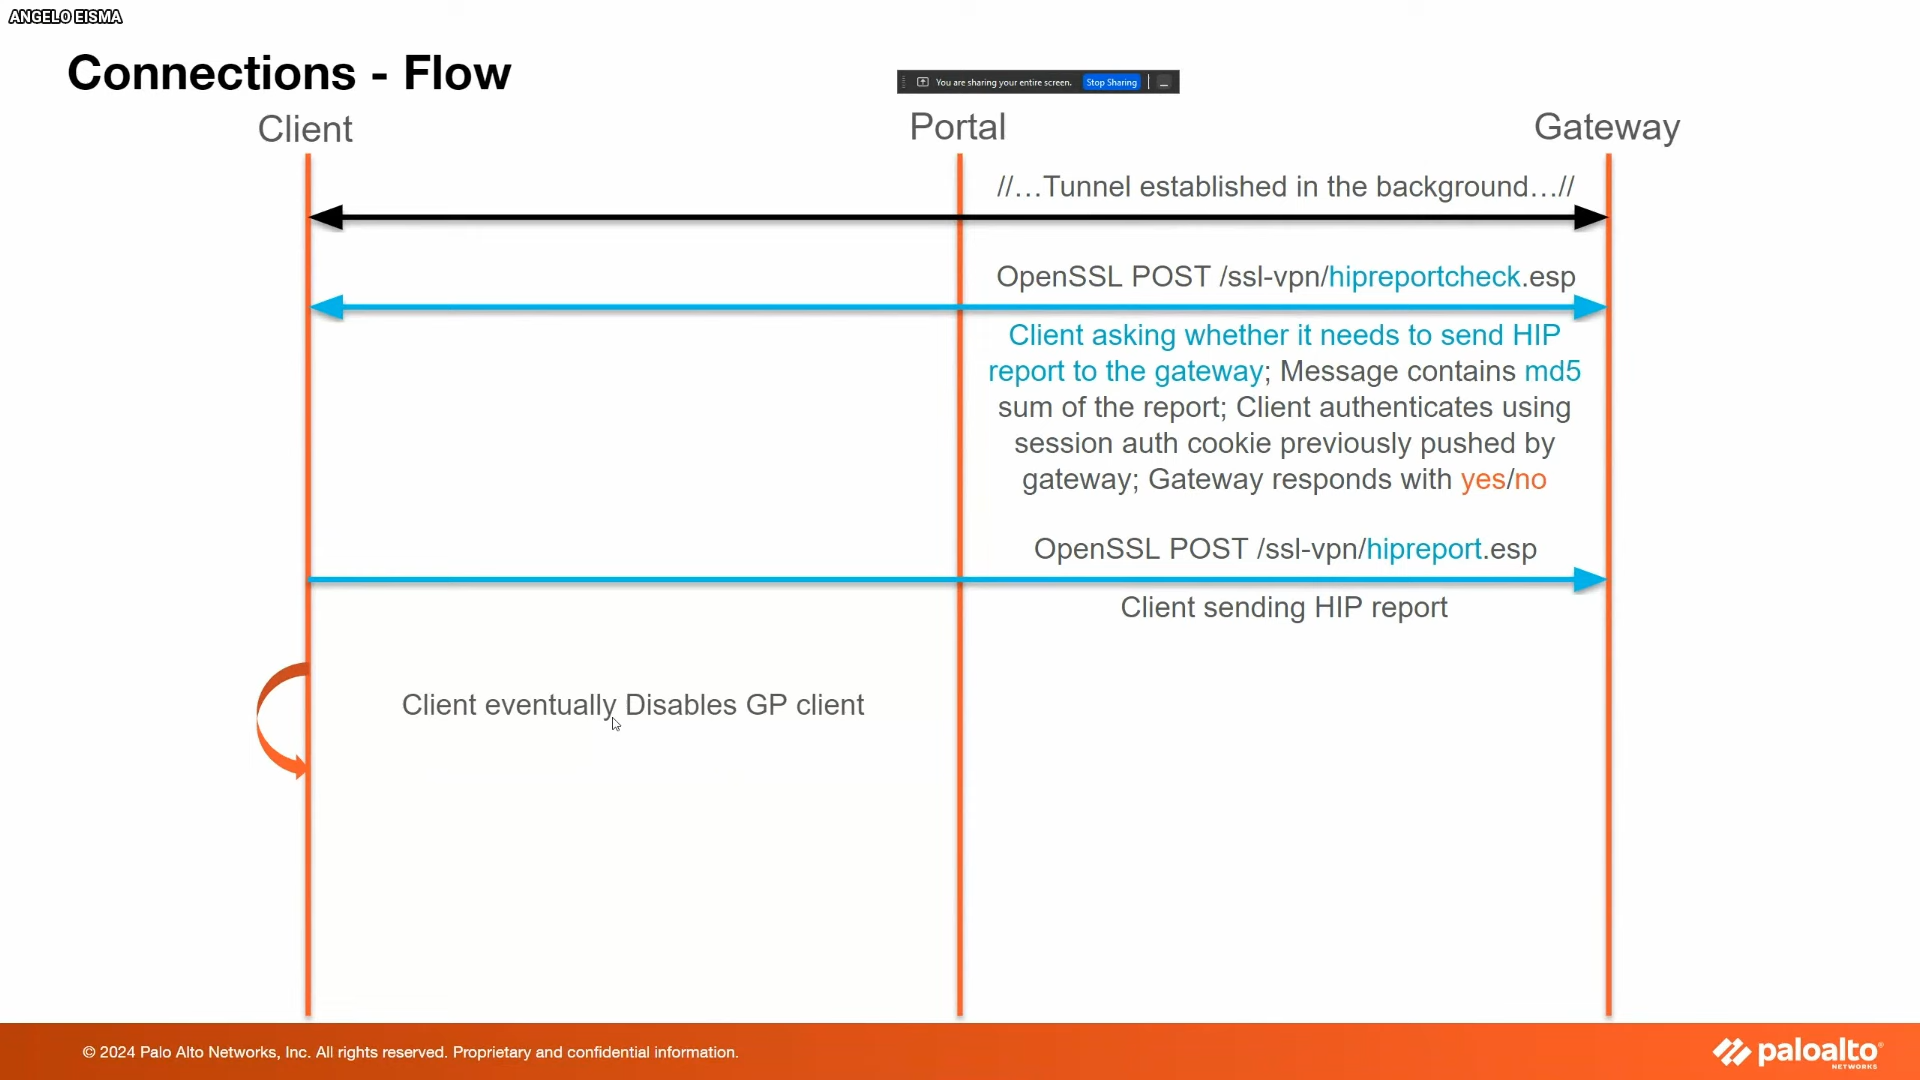 ANGELO EISMA
Connections - Flow
You are sharing your entire screen. Stop Sharing
Client
Portal
Gateway
//…Tunnel established in the background…//
OpenSSL POST /ssl-vpn/hipreportcheck.esp
Client asking whether it needs to send HIP
report to the gateway; Message contains md5
sum of the report; Client authenticates using
session auth cookie previously pushed by
gateway; Gateway responds with yes/no
OpenSSL POST /ssl-vpn/hipreport.esp
Client sending HIP report
Client eventually Disables GP client
© 2024 Palo Alto Networks, Inc. All rights reserved. Proprietary and confidential information.
paloalto®
NETWORKS